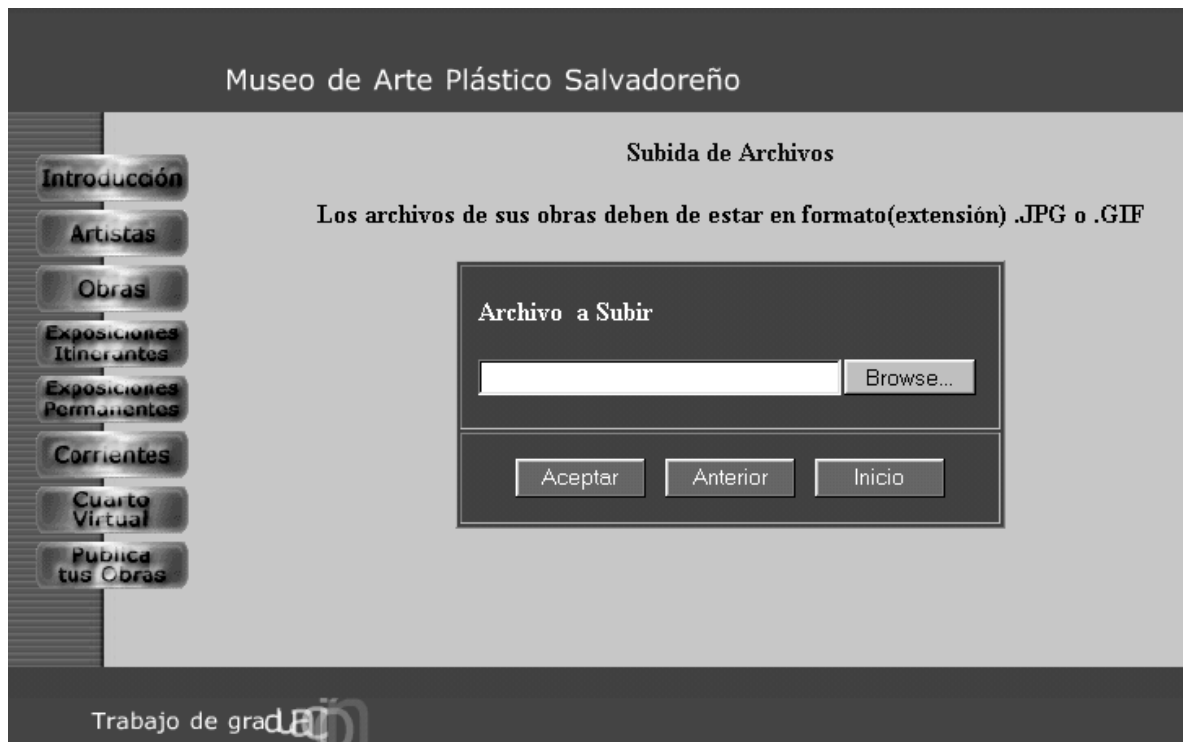 Museo de Arte Plástico Salvadoreño
Introducción
Artistas
Obras
Exposiciones
Itinerantes
Exposiciones
Permanentes
Corrientes
Cuarto
Virtual
Publica
tus Obras
Subida de Archivos
Los archivos de sus obras deben de estar en formato(extensión) .JPG o .GIF
Archivo a Subir
Browse...
Aceptar Anterior Inicio
Trabajo de graduación